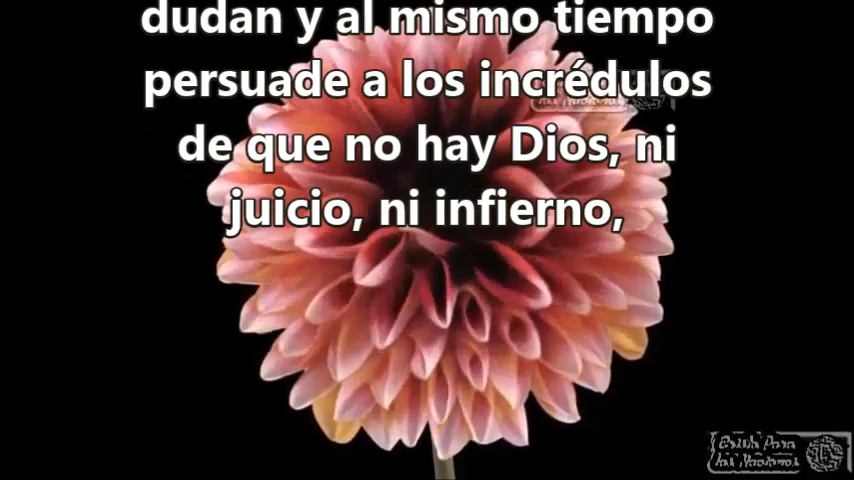 dudan y al mismo tiempo
persuade a los incrédulos
de que no hay Dios, ni
juicio, ni infierno,